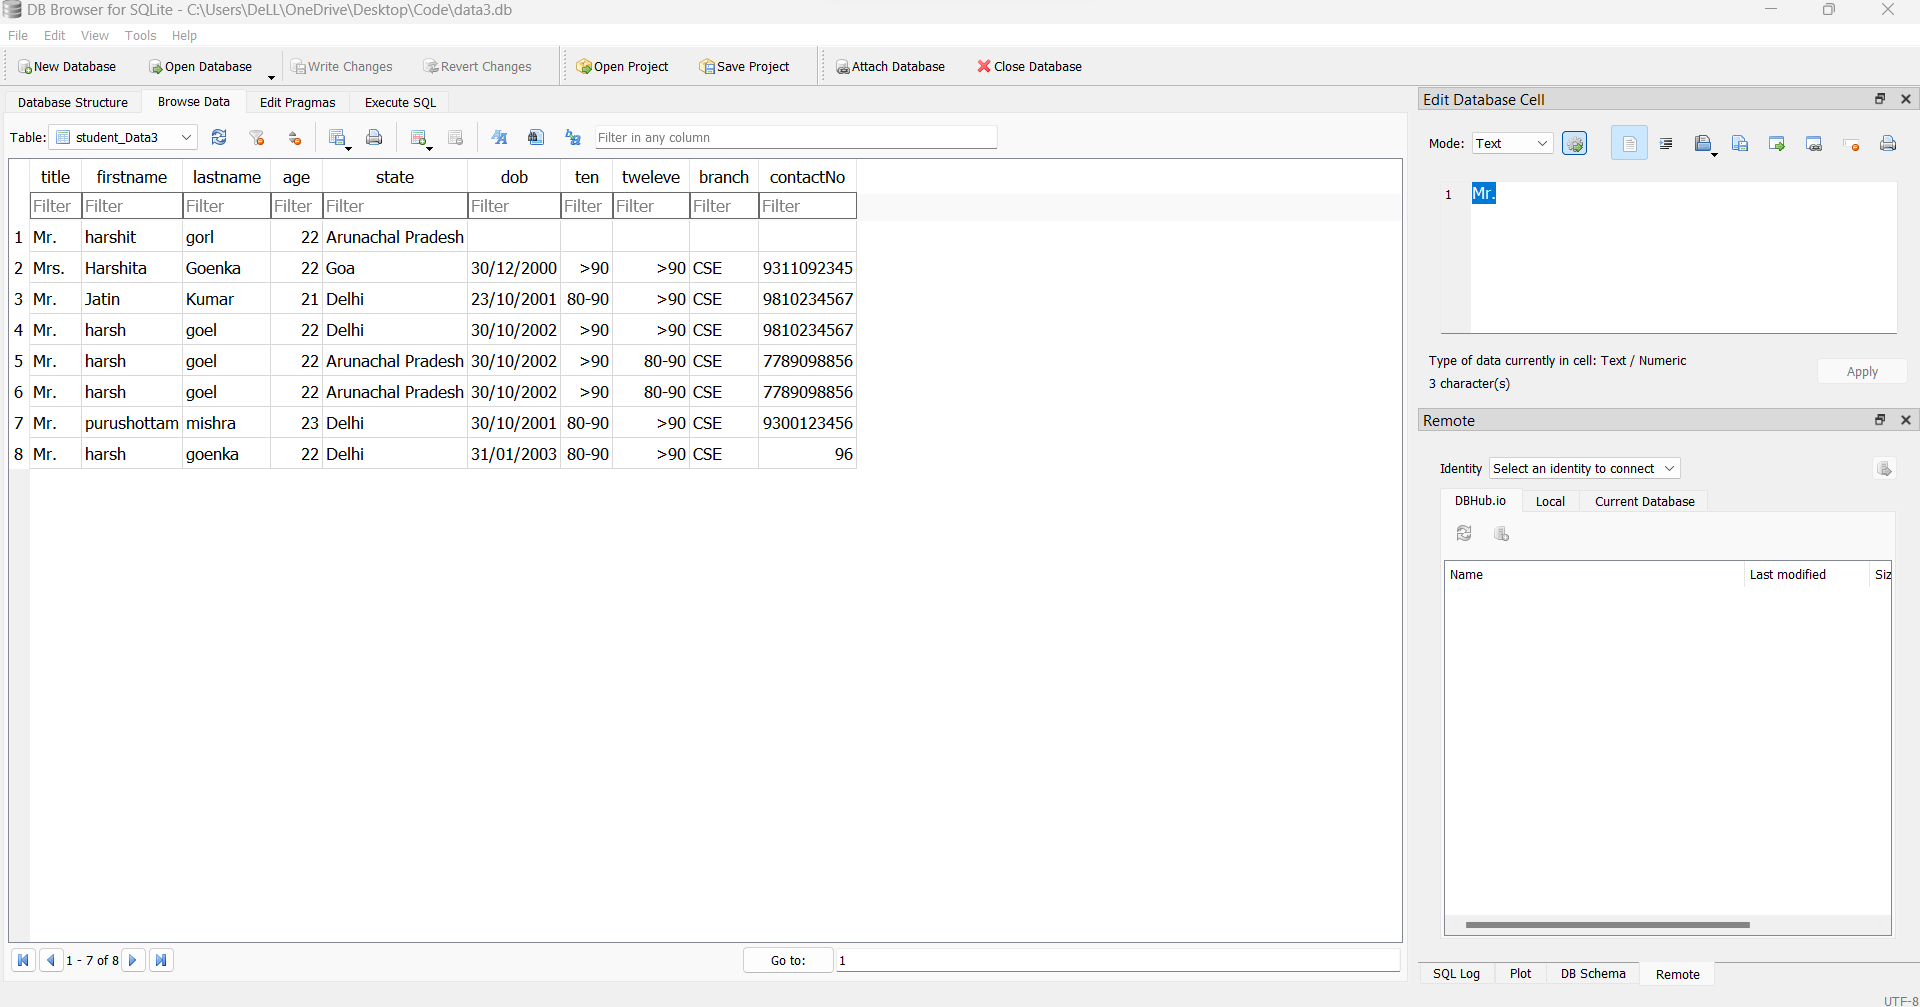 DB Browser for SQLite - C:\Users\DeLL\OneDrive\Desktop\Code\data3.db
File Edit View Tools Help
New Database Open Database Write Changes Revert Changes Open Project Save Project Attach Database Close Database
Database Structure Browse Data Edit Pragmas Execute SQL
Table: student_Data3 Filter in any column
title firstname lastname age state dob ten tweleve branch contactNo
Filter Filter Filter Filter Filter Filter Filter Filter Filter Filter
1 Mr. harshit gorl 22 Arunachal Pradesh
2 Mrs. Harshita Goenka 22 Goa 30/12/2000 >90 >90 CSE 9311092345
3 Mr. Jatin Kumar 21 Delhi 23/10/2001 80-90 >90 CSE 9810234567
4 Mr. harsh goel 22 Delhi 30/10/2002 >90 >90 CSE 9810234567
5 Mr. harsh goel 22 Arunachal Pradesh 30/10/2002 >90 80-90 CSE 7789098856
6 Mr. harsh goel 22 Arunachal Pradesh 30/10/2002 >90 80-90 CSE 7789098856
7 Mr. purushottam mishra 23 Delhi 30/10/2001 80-90 >90 CSE 9300123456
8 Mr. harsh goenka 22 Delhi 31/01/2003 80-90 >90 CSE 96
1 - 7 of 8 Go to: 1
Edit Database Cell
Mode: Text
1 Mr.
Type of data currently in cell: Text / Numeric
3 character(s)
Apply
Remote
Identity Select an identity to connect
DBHub.io Local Current Database
Name Last modified Siz
SQL Log Plot DB Schema Remote
UTF-8